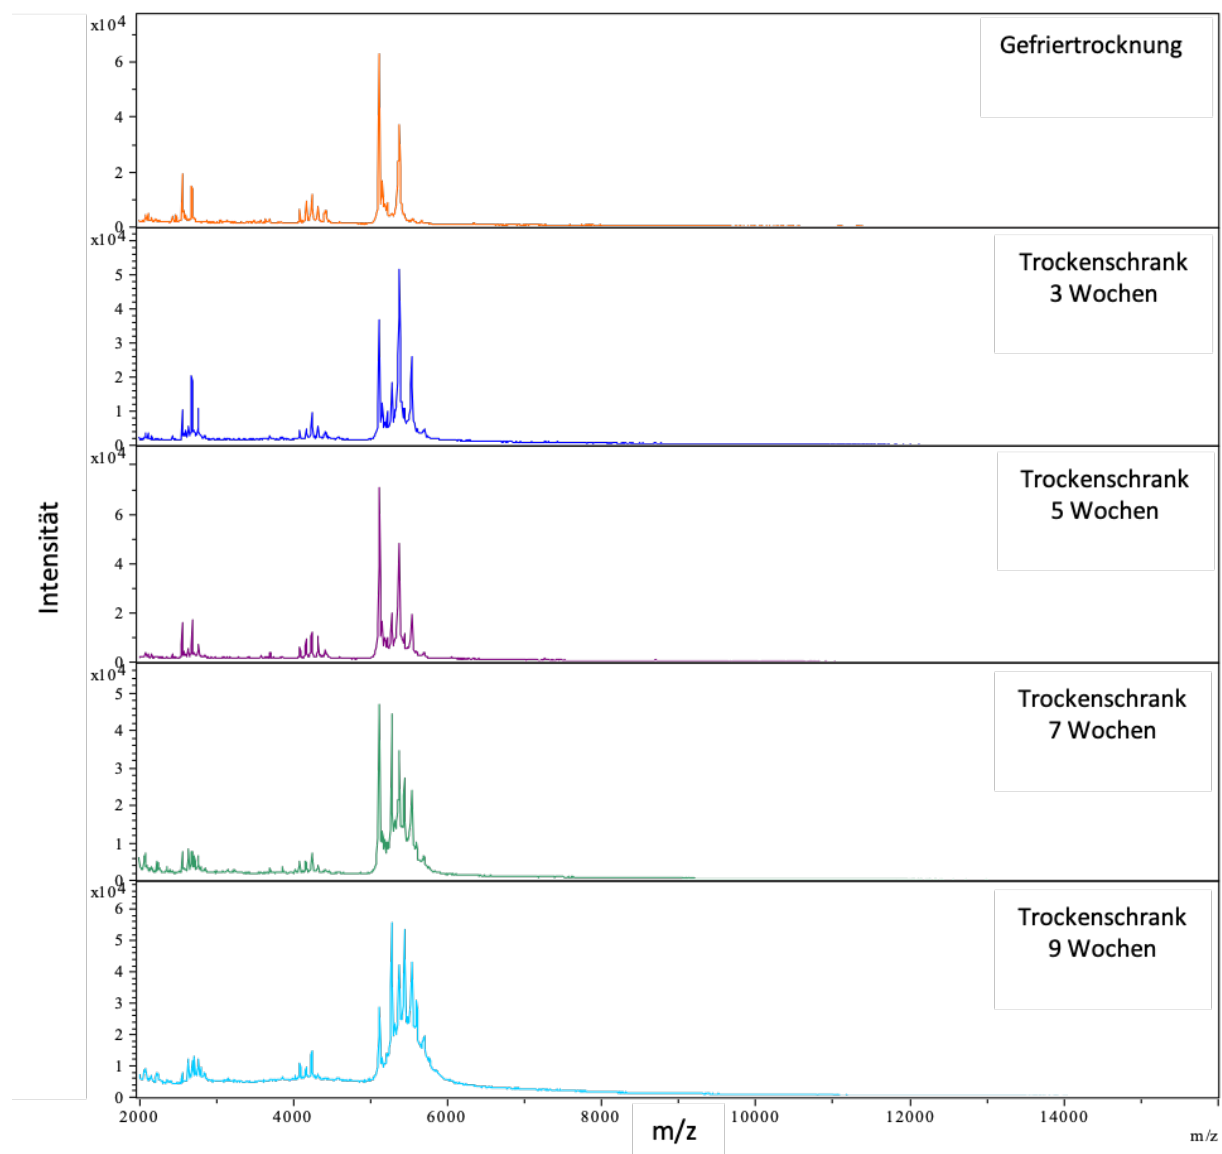 x10⁴
6
4
2
0
Gefriertrocknung
x10⁴
5
4
3
2
1
0
Trockenschrank
3 Wochen
x10⁴
6
4
2
0
Trockenschrank
5 Wochen
Intensität
x10⁴
5
4
3
2
1
0
Trockenschrank
7 Wochen
x10⁴
6
5
4
3
2
1
0
Trockenschrank
9 Wochen
2000 4000 6000 8000 10000 12000 14000
m/z
m/z